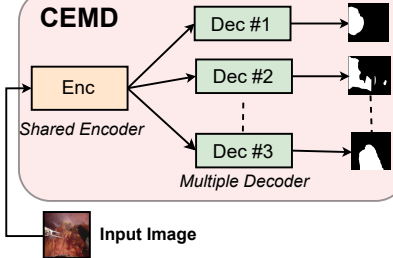 CEMD
Dec #1
Enc
Dec #2
Shared Encoder
Dec #3
Multiple Decoder
Input Image